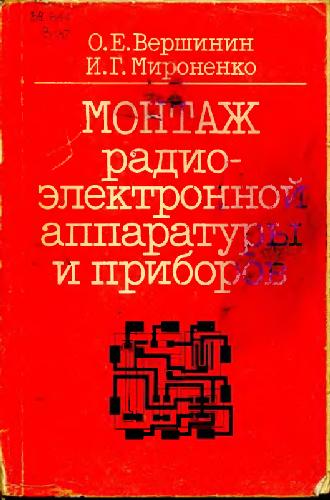 О.Е.Вершинин
И.Г.Мироненко
МОНТАЖ
радио-
электронной
аппаратуры
и приборов